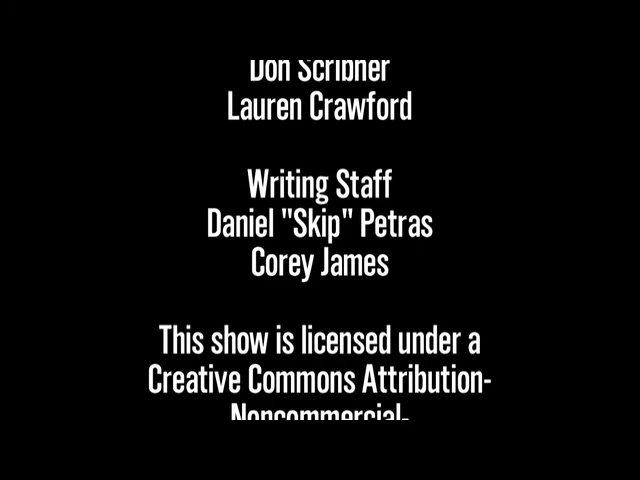 Don Scribner
Lauren Crawford
Writing Staff
Daniel "Skip" Petras
Corey James
This show is licensed under a
Creative Commons Attribution-
Noncommercial-